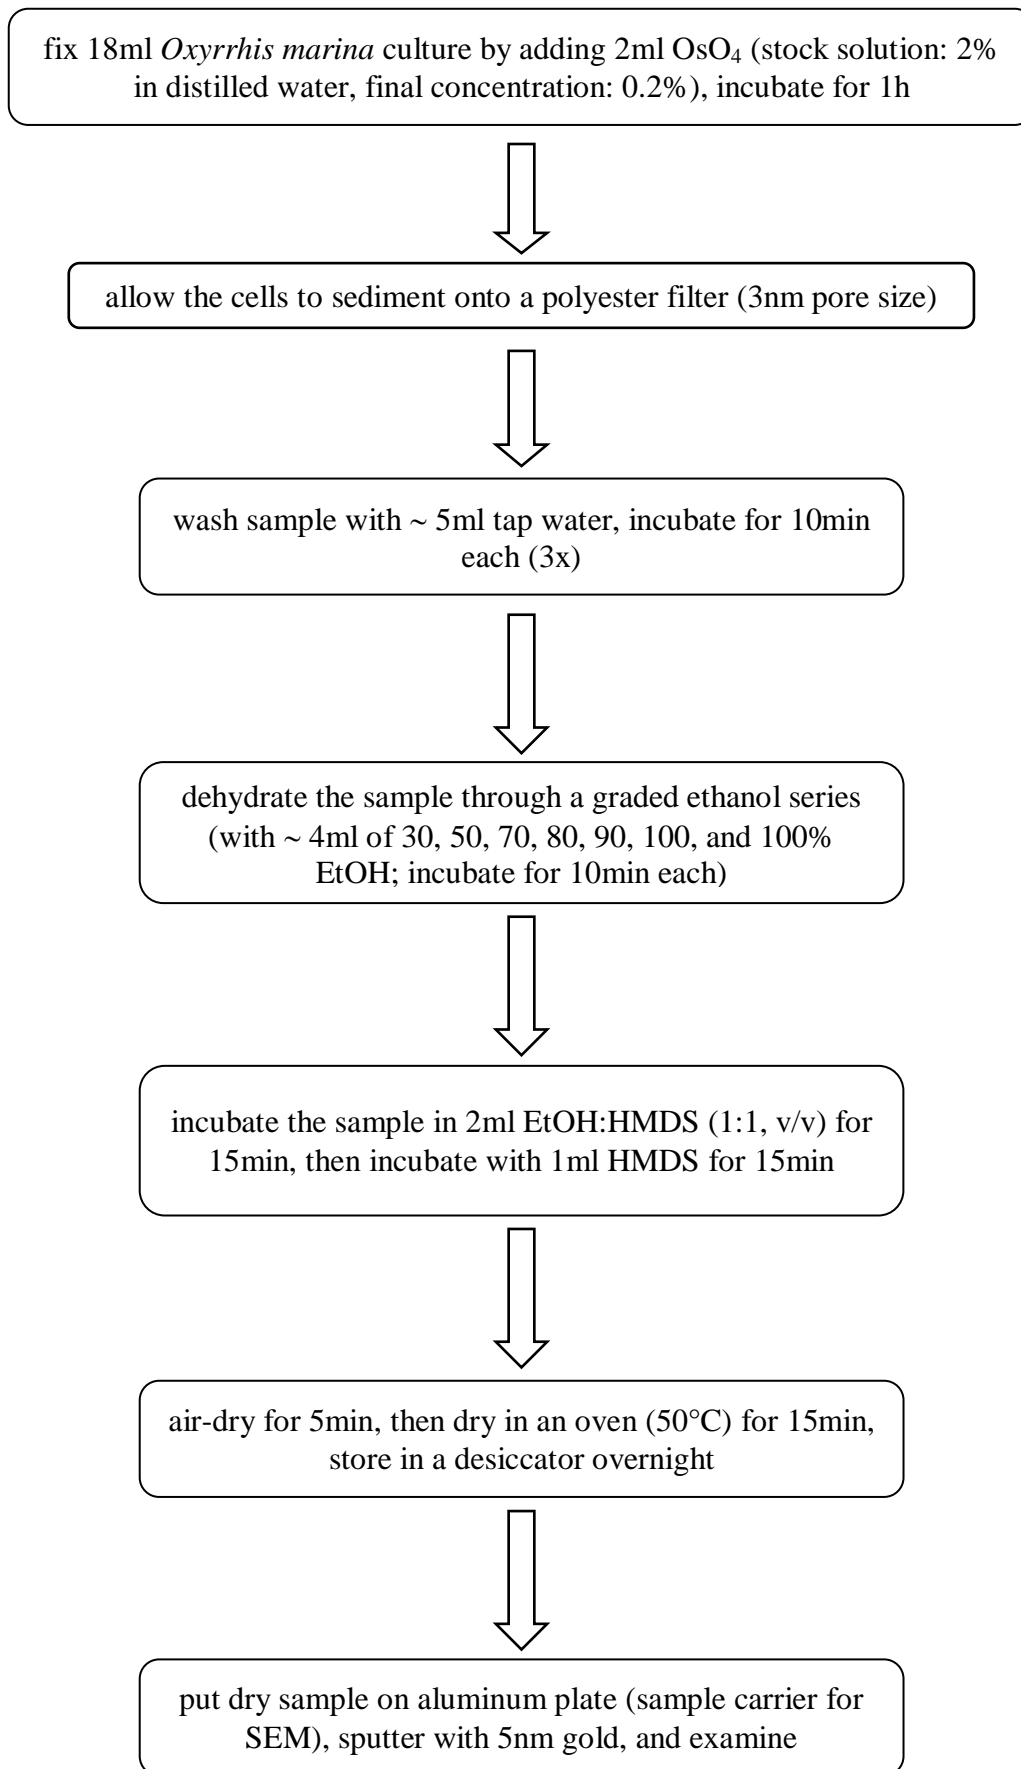 fix 18ml Oxyrrhis marina culture by adding 2ml OsO₄ (stock solution: 2%
in distilled water, final concentration: 0.2%), incubate for 1h
allow the cells to sediment onto a polyester filter (3nm pore size)
wash sample with ~ 5ml tap water, incubate for 10min
each (3x)
dehydrate the sample through a graded ethanol series
(with ~ 4ml of 30, 50, 70, 80, 90, 100, and 100%
EtOH; incubate for 10min each)
incubate the sample in 2ml EtOH:HMDS (1:1, v/v) for
15min, then incubate with 1ml HMDS for 15min
air-dry for 5min, then dry in an oven (50°C) for 15min,
store in a desiccator overnight
put dry sample on aluminum plate (sample carrier for
SEM), sputter with 5nm gold, and examine